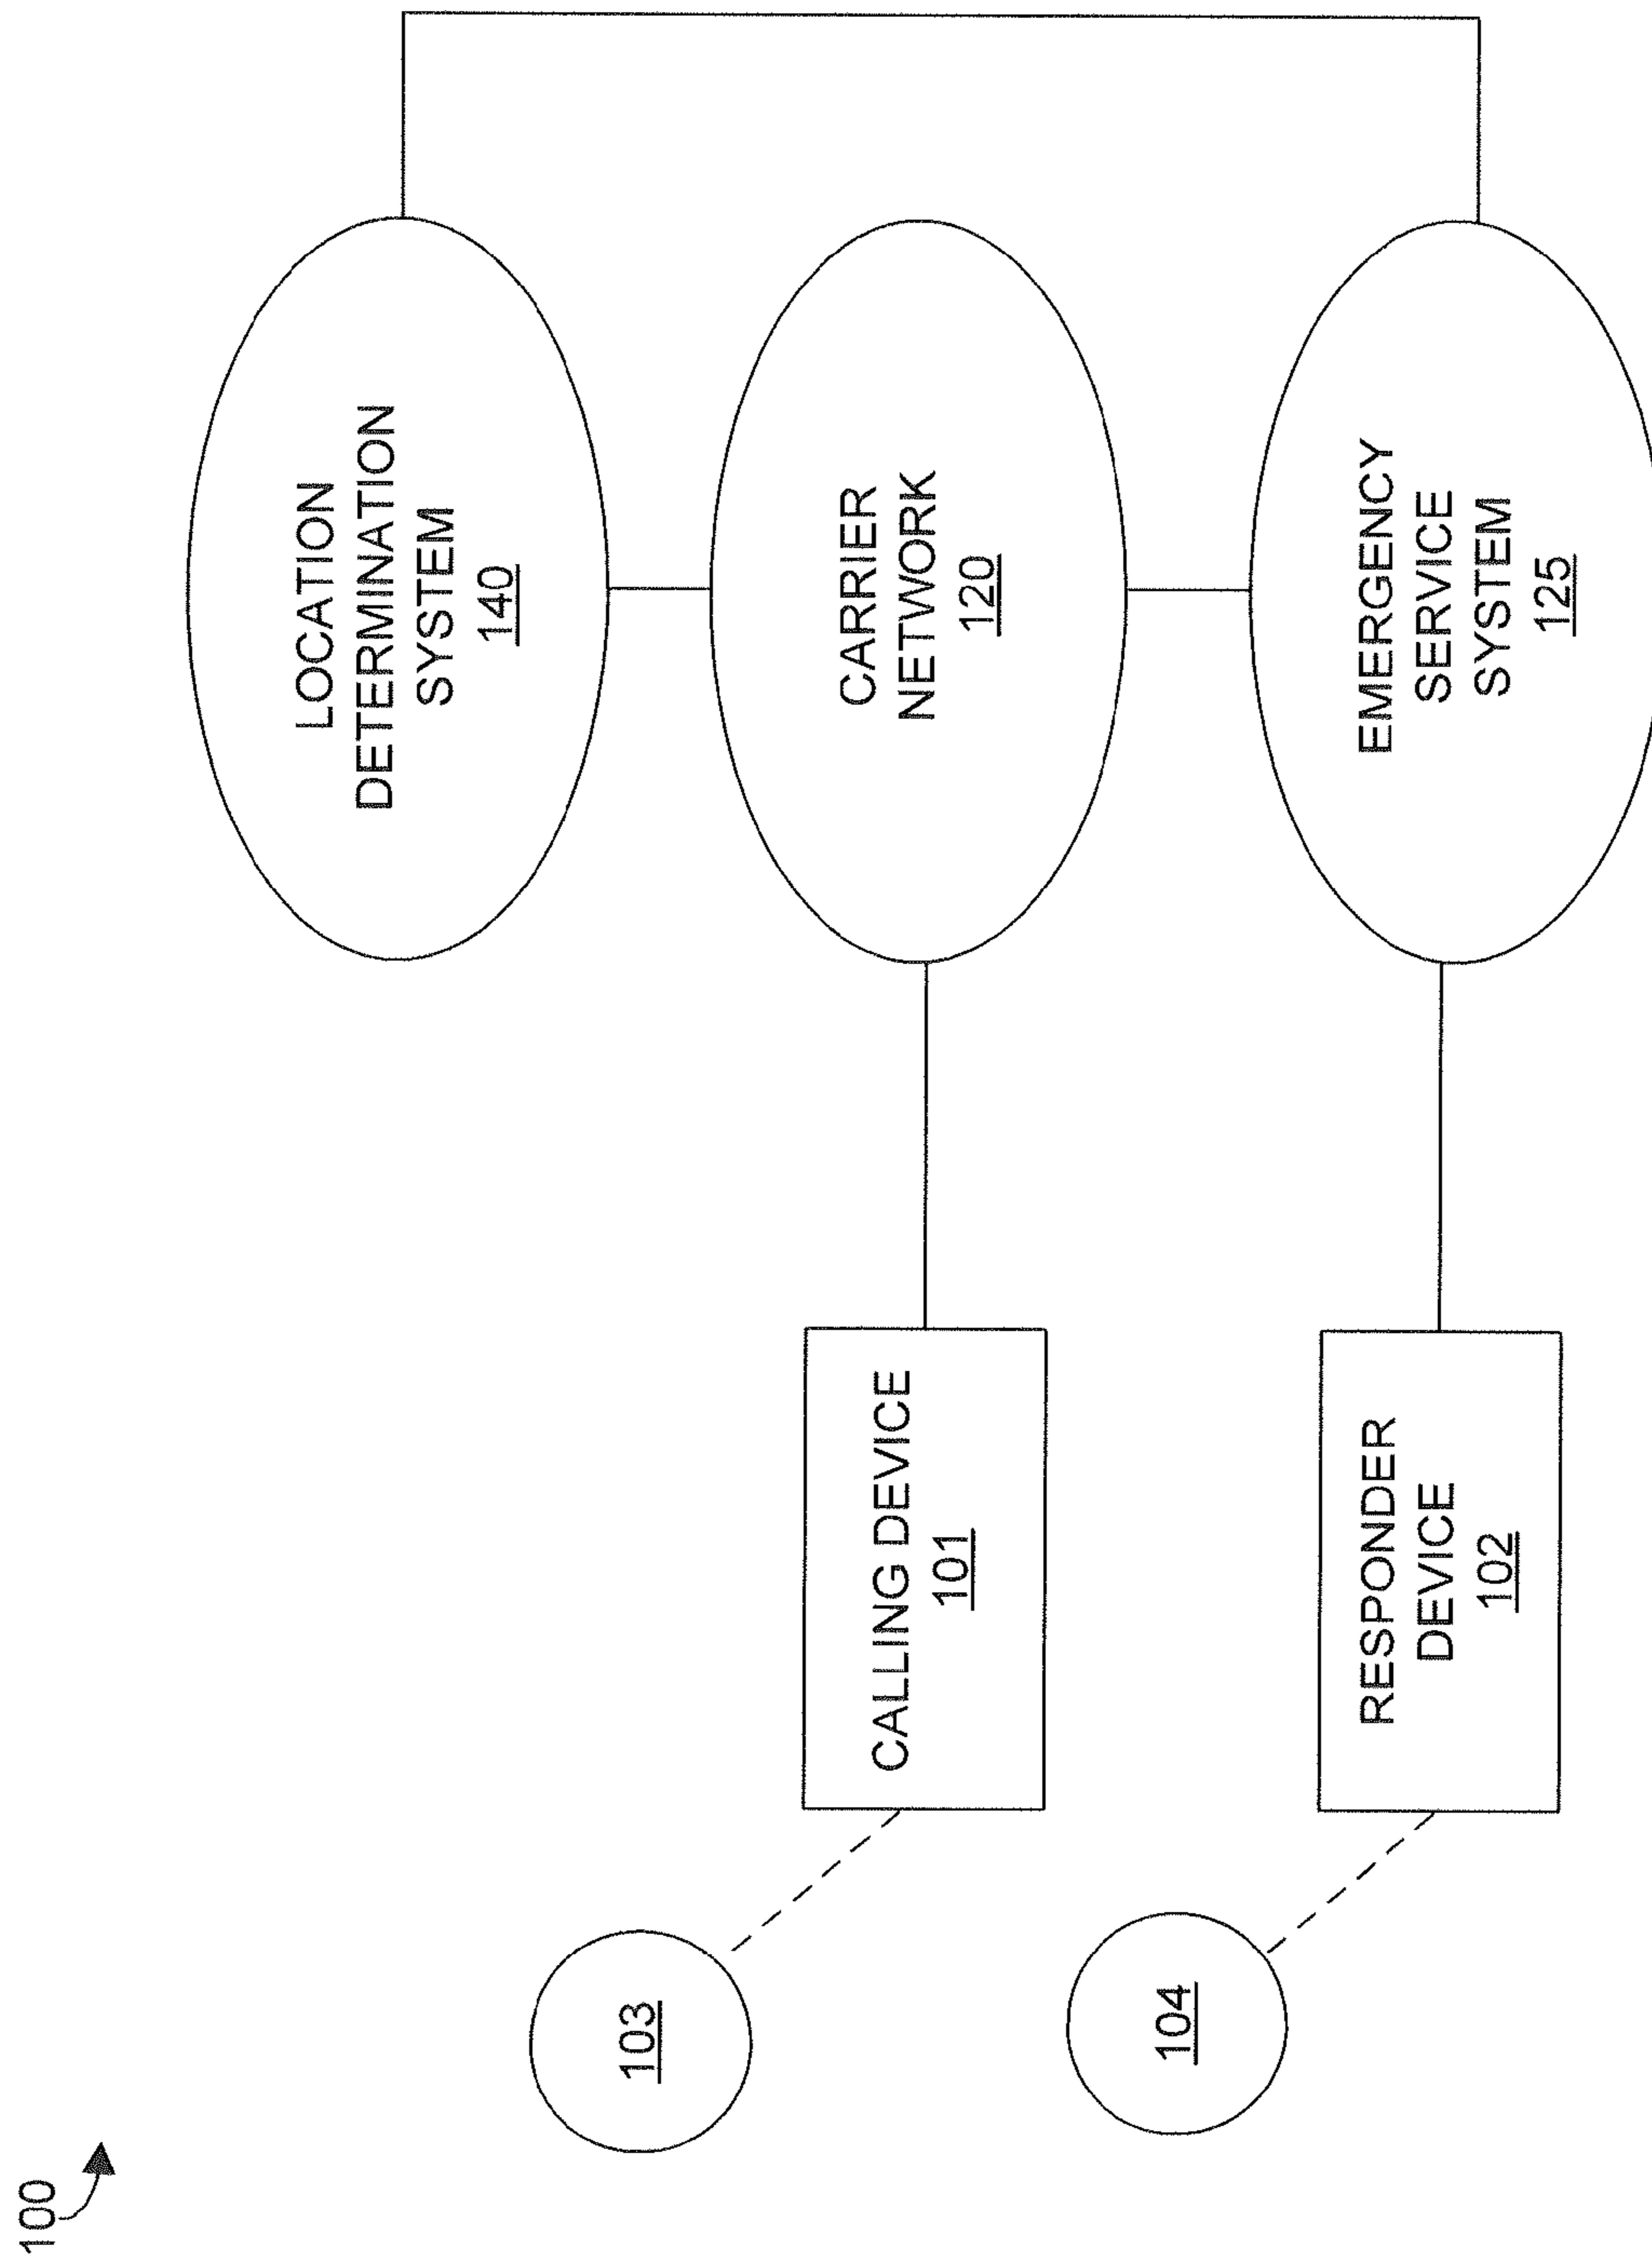 100
103
CALLING DEVICE
101
104
RESPONDER
DEVICE
102
LOCATION
DETERMINATION
SYSTEM
140
CARRIER
NETWORK
120
EMERGENCY
SERVICE
SYSTEM
125